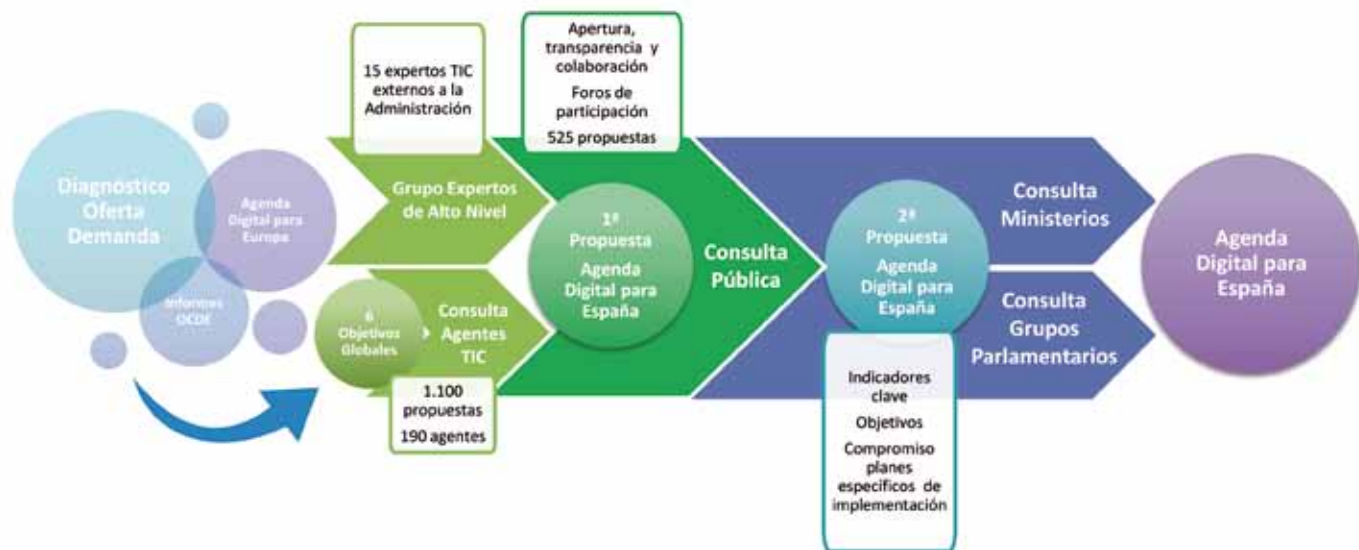 Diagnóstico
Oferta
Demanda
Agenda
Digital para
Europa
Informes
OCDE
15 expertos TIC
externos a la
Administración
Grupo Expertos
de Alto Nivel
6
Objetivos
Globales
Consulta
Agentes
TIC
1.100
propuestas
190 agentes
Apertura,
transparencia y
colaboración
Foros de
participación
525 propuestas
1ª
Propuesta
Agenda
Digital para
España
Consulta
Pública
2ª
Propuesta
Agenda
Digital para
España
Indicadores
clave
Objetivos
Compromiso
planes
específicos de
implementación
Consulta
Ministerios
Consulta
Grupos
Parlamentarios
Agenda
Digital para
España